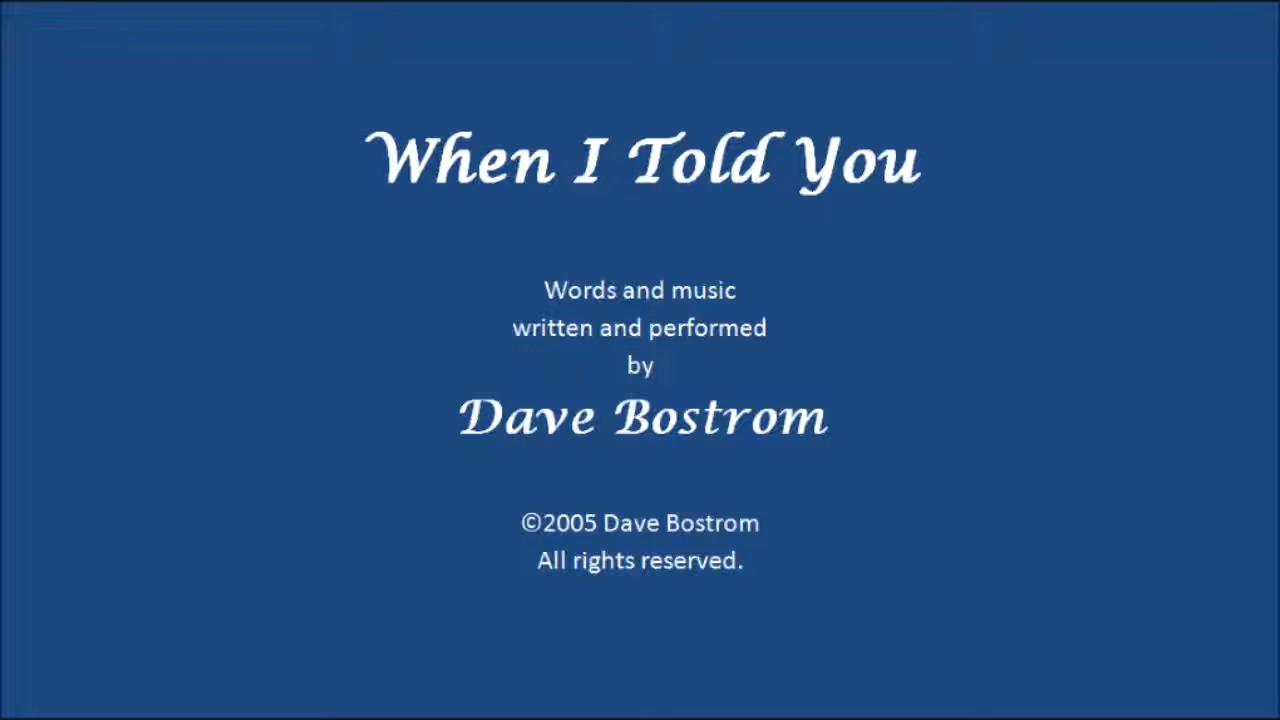 When I Told You
Words and music
written and performed
by
Dave Bostrom
©2005 Dave Bostrom
All rights reserved.